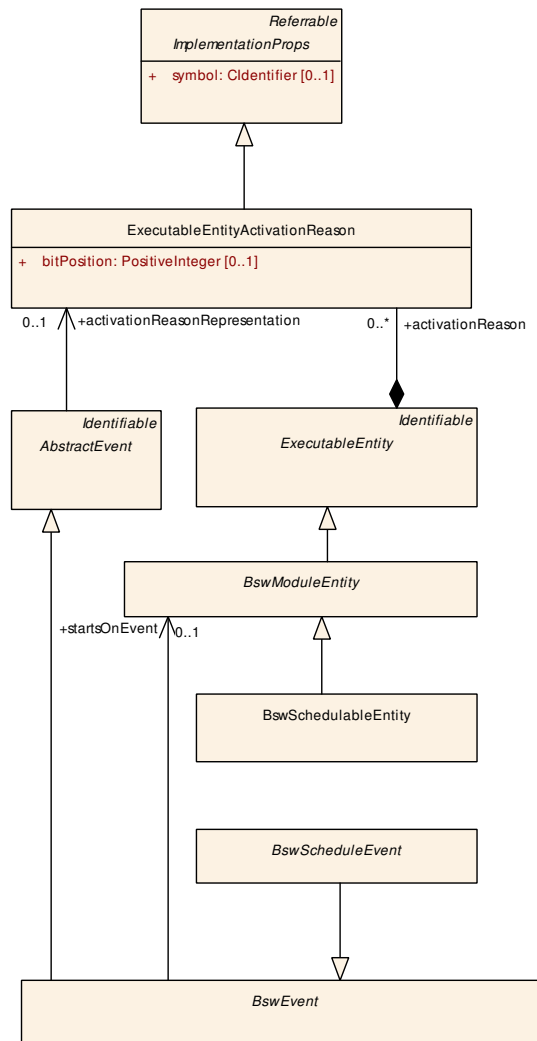 Referrable
ImplementationProps
+ symbol: CIdentifier [0..1]
ExecutableEntityActivationReason
+ bitPosition: PositiveInteger [0..1]
0..1 +activationReasonRepresentation 0..* +activationReason
Identifiable
AbstractEvent
Identifiable
ExecutableEntity
BswModuleEntity
+startsOnEvent 0..1
BswSchedulableEntity
BswScheduleEvent
BswEvent